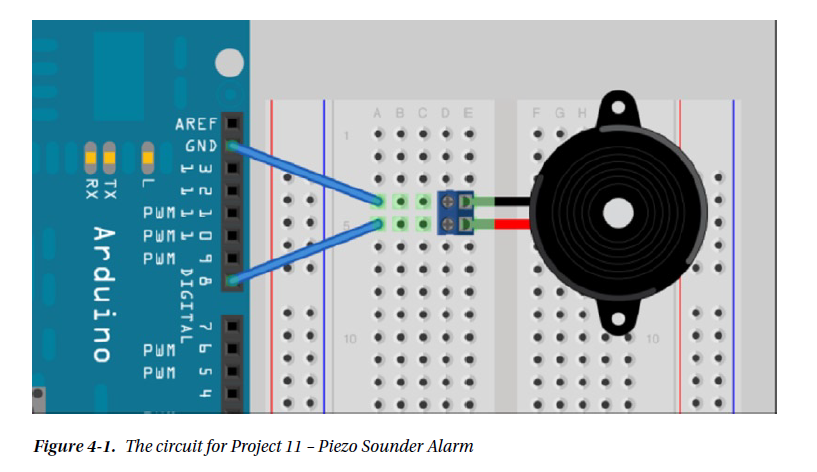 A B C D E F G H
1
AREF
GND
13
12
PWM 11
PWM 10
PWM 9
8
7
PWM 6
PWM 5
4
L
TX
RX
Arduino
DIGITAL
5
10 10
Figure 4-1. The circuit for Project 11 – Piezo Sounder Alarm